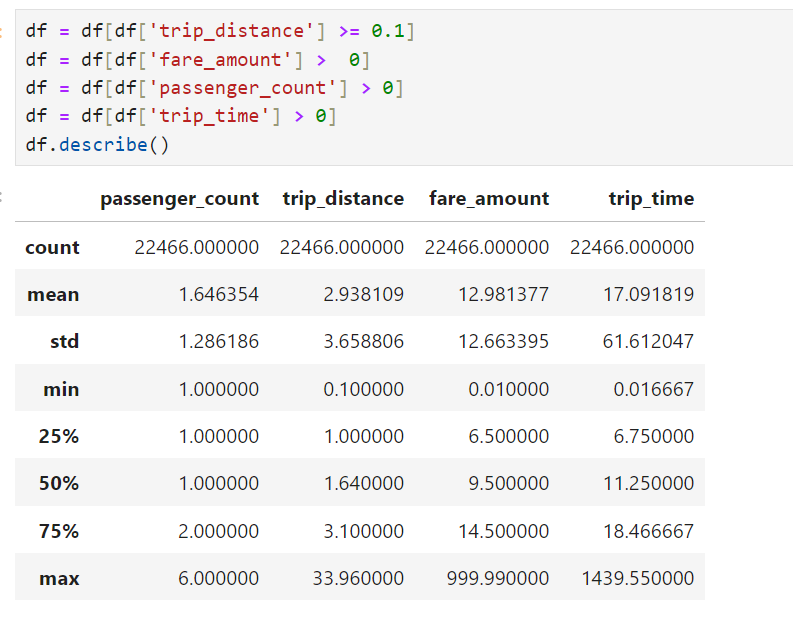 df = df[df['trip_distance'] >= 0.1]
df = df[df['fare_amount'] >  0]
df = df[df['passenger_count'] > 0]
df = df[df['trip_time'] > 0]
df.describe()
passenger_count trip_distance fare_amount trip_time
count 22466.000000 22466.000000 22466.000000 22466.000000
mean 1.646354 2.938109 12.981377 17.091819
std 1.286186 3.658806 12.663395 61.612047
min 1.000000 0.100000 0.010000 0.016667
25% 1.000000 1.000000 6.500000 6.750000
50% 1.000000 1.640000 9.500000 11.250000
75% 2.000000 3.100000 14.500000 18.466667
max 6.000000 33.960000 999.990000 1439.550000